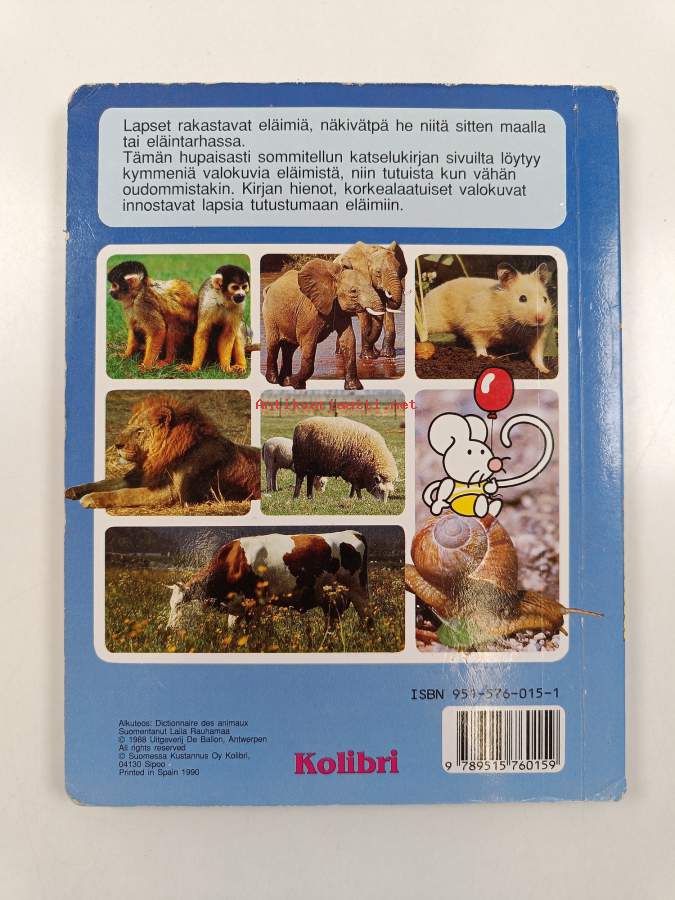 Lapset rakastavat eläimiä, näkivätpä he niitä sitten maalla
tai eläintarhassa.
Tämän hupaisasti sommitellun katselukirjan sivuilta löytyy
kymmeniä valokuvia eläimistä, niin tutuista kun vähän
oudommistakin. Kirjan hienot, korkealaatuiset valokuvat
innostavat lapsia tutustumaan eläimiin.
Antikvariaatti.net
ISBN 951-576-015-1
Alkuteos: Dictionnaire des animaux
Suomentanut Laila Rauhamaa
© 1988 Uitgeverij De Ballon, Antwerpen
All rights reserved
© Suomessa Kustannus Oy Kolibri,
04130 Sipoo
Printed in Spain 1990
Kolibri
9 789515 760159